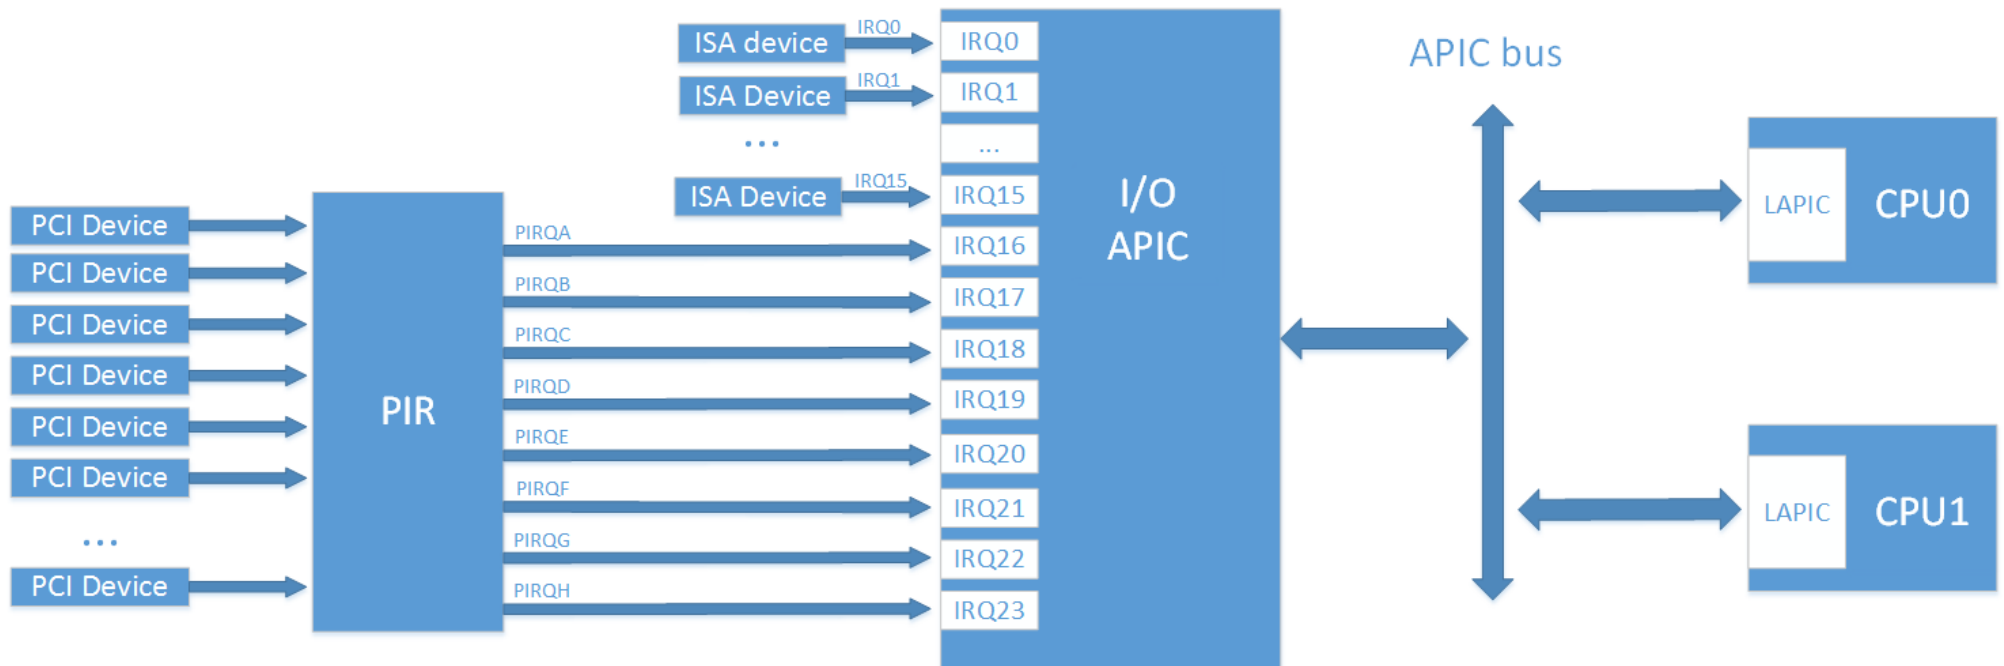 ISA device
IRQ0
IRQ0
ISA Device
IRQ1
IRQ1
...
...
ISA Device
IRQ15
IRQ15
APIC bus
I/O
APIC
PCI Device
PCI Device
PCI Device
PCI Device
PCI Device
PCI Device
...
PCI Device
PIR
PIRQA
IRQ16
PIRQB
IRQ17
PIRQC
IRQ18
PIRQD
IRQ19
PIRQE
IRQ20
PIRQF
IRQ21
PIRQG
IRQ22
PIRQH
IRQ23
LAPIC
CPU0
LAPIC
CPU1